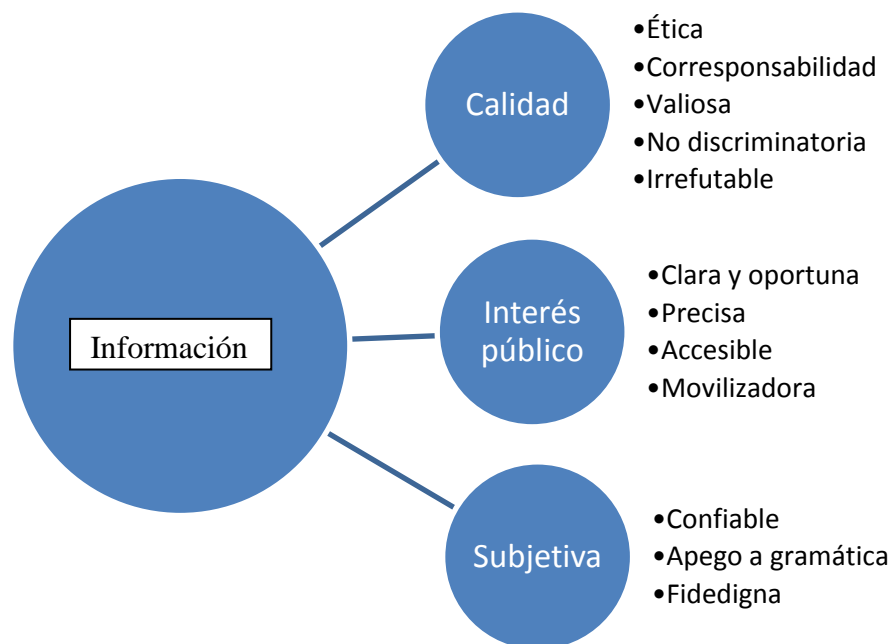 Información
Calidad
•Ética
•Corresponsabilidad
•Valiosa
•No discriminatoria
•Irrefutable
Interés
público
•Clara y oportuna
•Precisa
•Accesible
•Movilizadora
Subjetiva
•Confiable
•Apego a gramática
•Fidedigna